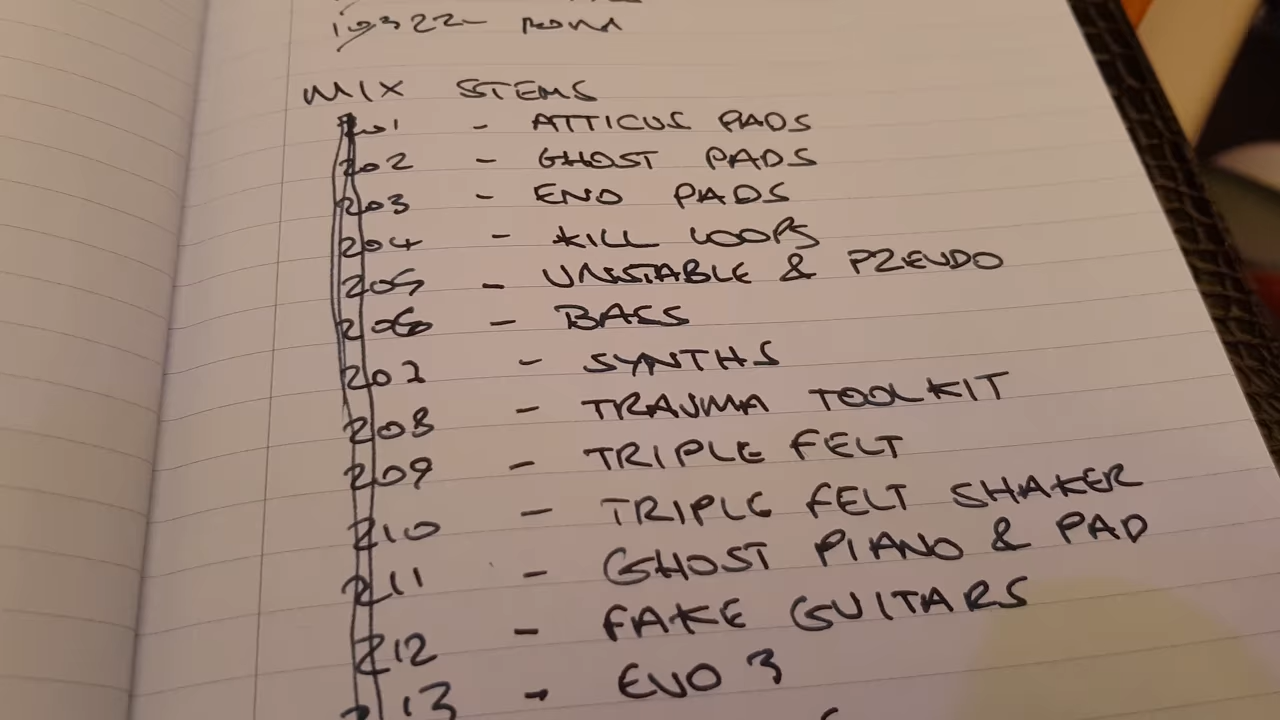 MIX STEMS
201 - ATTICUS PADS
202 - GHOST PADS
203 - ENO PADS
204 - KILL LOOPS
205 - UNSTABLE & PZEUDO
206 - BASS
207 - SYNTHS
208 - TRAUMA TOOLKIT
209 - TRIPLE FELT
210 - TRIPLE FELT SHAKER
211 - GHOST PIANO & PAD
212 - FAKE GUITARS
213 - EVO 3